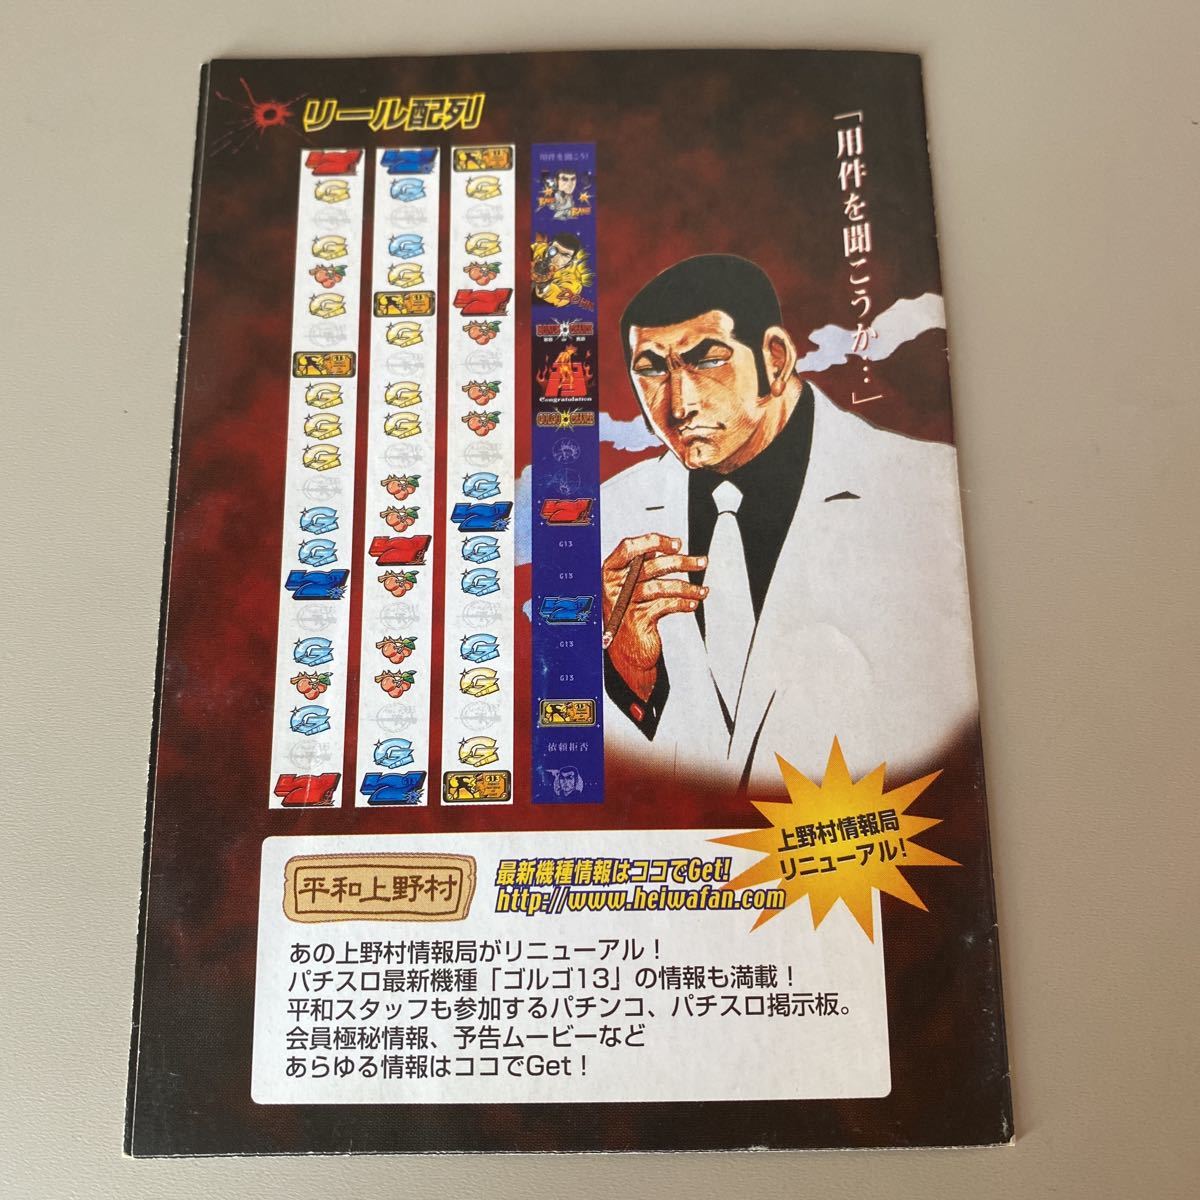 リール配列
「用件を聞こうか…」
用件を聞こう!
Congratulation
G13
G13
G13
G13
依頼拒否
上野村情報局
リニューアル!
平和上野村
最新機種情報はココでGet!
http://www.heiwafan.com
あの上野村情報局がリニューアル!
パチスロ最新機種「ゴルゴ13」の情報も満載!
平和スタッフも参加するパチンコ、パチスロ掲示板。
会員極秘情報、予告ムービーなど
あらゆる情報はココでGet!